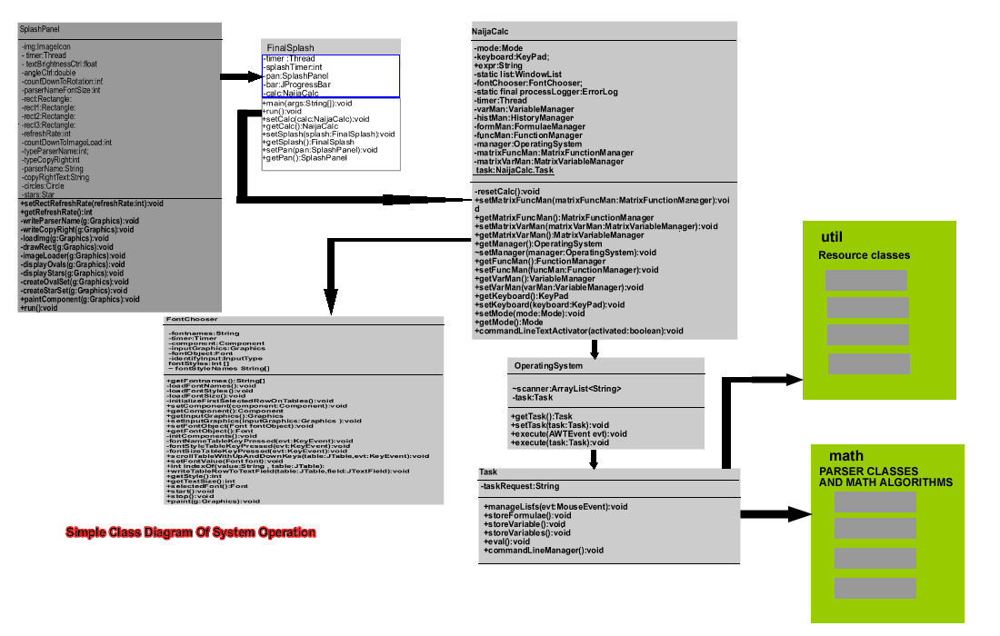 SplashPanel
-img:ImageIcon
- timer:Thread
- textBrightnessCtrl:float
-angleCtrl:double
-countDownToRotation:int
-parserNameFontSize:int
-rect:Rectangle:
-rect1:Rectangle:
-rect2:Rectangle:
-rect3:Rectangle:
-refreshRate:int
-countDownToImageLoad:int
-typeParserName:int;
-typeCopyRight:int
-parserName:String
-copyRightText:String
-circles:Circle
-stars:Star
+setRectRefreshRate(refreshRate:int):void
+getRefreshRate():int
-writeParserName(g:Graphics):void
-writeCopyRight(g:Graphics):void
-loadImg(g:Graphics):void
-drawRect(g:Graphics):void
-imageLoader(g:Graphics):void
-displayOvals(g:Graphics):void
-displayStars(g:Graphics):void
-createOvalSet(g:Graphics):void
-createStarSet(g:Graphics):void
+paintComponent(g:Graphics):void
+run():void
FinalSplash
-timer :Thread
-splashTimer:int
-pan:SplashPanel
-bar:JProgressBar
-calc:NaijaCalc
+main(args:String[]):void
+run():void
+setCalc(calc:NaijaCalc):void
+getCalc():NaijaCalc
+setSplash(splash:FinalSplash):void
+getSplash():FinalSplash
+setPan(pan:SplashPanel):void
+getPan():SplashPanel
NaijaCalc
-mode:Mode
-keyboard:KeyPad;
+expr:String
-static list:WindowList
-fontChooser:FontChooser;
-static final processLogger:ErrorLog
-timer:Thread
-varMan:VariableManager
-histMan:HistoryManager
-formMan:FormulaeManager
-funcMan:FunctionManager
-manager:OperatingSystem
-matrixFuncMan:MatrixFunctionManager
-matrixVarMan:MatrixVariableManager
task:NaijaCalc.Task
-resetCalc():void
+setMatrixFuncMan(matrixFuncMan:MatrixFunctionManager):voi
d
+getMatrixFuncMan():MatrixFunctionManager
+setMatrixVarMan(matrixVarMan:MatrixVariableManager):void
+getMatrixVarMan():MatrixVariableManager
+getManager():OperatingSystem
~setManager(manager:OperatingSystem):void
+getFuncMan():FunctionManager
+setFuncMan(funcMan:FunctionManager):void
+getVarMan():VariableManager
+setVarMan(varMan:VariableManager):void
+getKeyboard():KeyPad
+setKeyboard(keyboard:KeyPad):void
+setMode(mode:Mode):void
+getMode():Mode
+commandLineTextActivator(activated:boolean):void
FontChooser
-fontnames:String
-timer:Timer
-component:Component
-inputGraphics:Graphics
-fontObject:Font
-identifyInput:InputType
fontStyles:int []
-- fontStyleNames String[]
+getFontnames():String[]
-loadFontNames():void
-loadFontStyles():void
-loadFontSize():void
-initializeFirstSelectedRowOnTables():void
+setComponent(component:Component):void
+getComponent():Component
+getInputGraphics():Graphics
+setInputGraphics(inputGraphics:Graphics ):void
+setFontObject(Font fontObject):void
+getFontObject():Font
-initComponents():void
-fontNameTableKeyPressed(evt:KeyEvent):void
-fontStyleTableKeyPressed(evt:KeyEvent):void
-fontSizeTableKeyPressed(evt:KeyEvent):void
+scrollTableWithUpAndDownKeys(table:JTable,evt:KeyEvent):void
+setFontValue(Font font):void
+int indexOf(value:String , table:JTable):
+writeTableRowToTextField(table:JTable,field:JTextField):void
+getStyle():int
+getTextSize():int
+selectedFont():Font
+start():void
+stop():void
+paint(g:Graphics):void
OperatingSystem
~scanner:ArrayList<String>
-task:Task
+getTask():Task
+setTask(task:Task):void
+execute(AWTEvent evt):void
+execute(task:Task):void
Task
-taskRequest:String
+manageLists(evt:MouseEvent):void
+storeFormulae():void
+storeVariable():void
+storeVariables():void
+eval():void
+commandLineManager():void
util
Resource classes
math
PARSER CLASSES
AND MATH ALGORITHMS
Simple Class Diagram Of System Operation